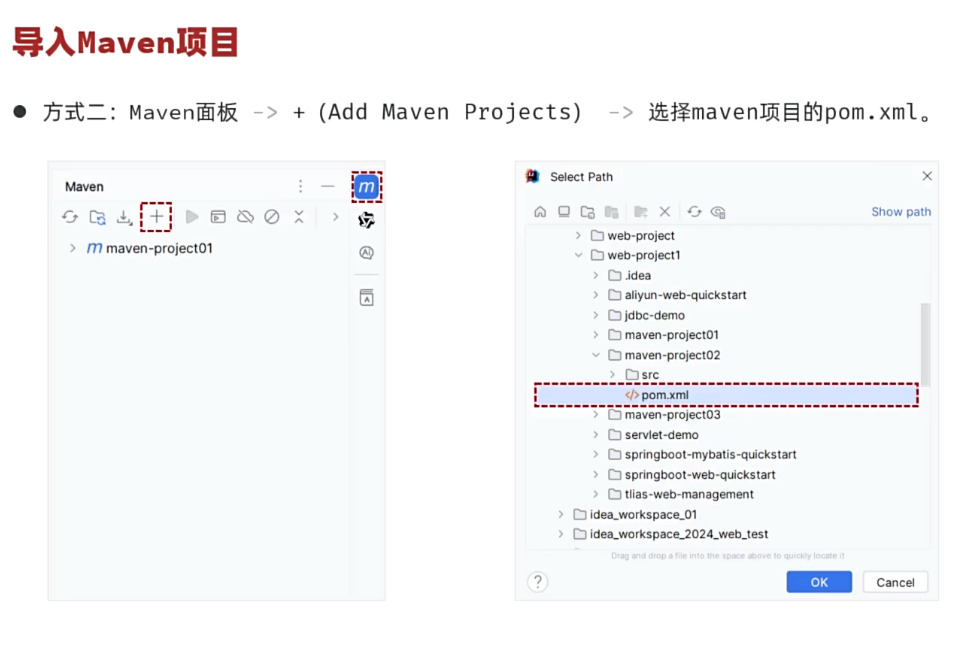 导入Maven项目
● 方式二：Maven面板 -> + (Add Maven Projects) -> 选择maven项目的pom.xml。
Maven
m
maven-project01
Select Path
Show path
web-project
web-project1
.idea
aliyun-web-quickstart
jdbc-demo
maven-project01
maven-project02
src
pom.xml
maven-project03
servlet-demo
springboot-mybatis-quickstart
springboot-web-quickstart
tlias-web-management
idea_workspace_01
idea_workspace_2024_web_test
Drag and drop a file into the space above to quickly locate it
? OK Cancel